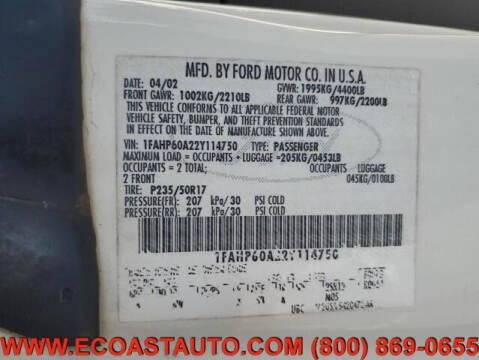 MFD. BY FORD MOTOR CO. IN U.S.A.
DATE: 04/02 GVWR: 1995KG/4400LB
FRONT GAWR: 1002KG/2210LB REAR GAWR: 997KG/2200LB
THIS VEHICLE CONFORMS TO ALL APPLICABLE FEDERAL MOTOR
VEHICLE SAFETY, BUMPER, AND THEFT PREVENTION STANDARDS
IN EFFECT ON THE DATE OF MANUFACTURE SHOWN ABOVE.
VIN: 1FAHP60A22Y114750 TYPE: PASSENGER
MAXIMUM LOAD = OCCUPANTS + LUGGAGE = 205KG/0453LB
OCCUPANTS = 2 TOTAL; OCCUPANTS LUGGAGE
2 FRONT 045KG/0100LB
TIRE: P235/50R17
PRESSURE(FR) 207 kPa/30 PSI COLD
PRESSURE(RR) 207 kPa/30 PSI COLD
1FAHP60A22Y114750
MOS
WWW.ECOASTAUTO.COM (800) 869-0655